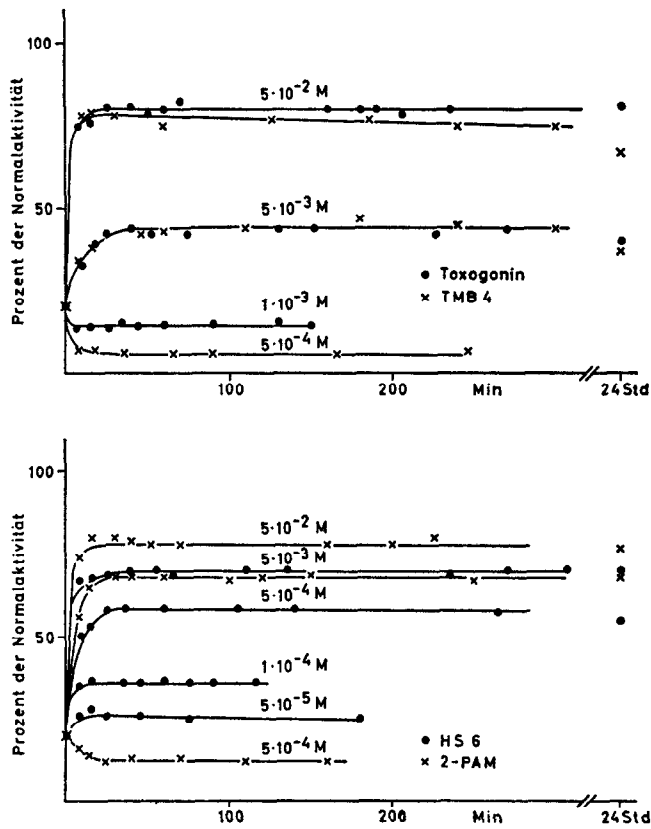 Prozent der Normalaktivität
100
50
5·10⁻² M
5·10⁻³ M
● Toxogonin
× TMB 4
1·10⁻³ M
5·10⁻⁴ M
100
200
Min
24 Std
Prozent der Normalaktivität
100
50
5·10⁻² M
5·10⁻³ M
5·10⁻⁴ M
1·10⁻⁴ M
5·10⁻⁵ M
5·10⁻⁴ M
● HS 6
× 2-PAM
100
200
Min
24 Std